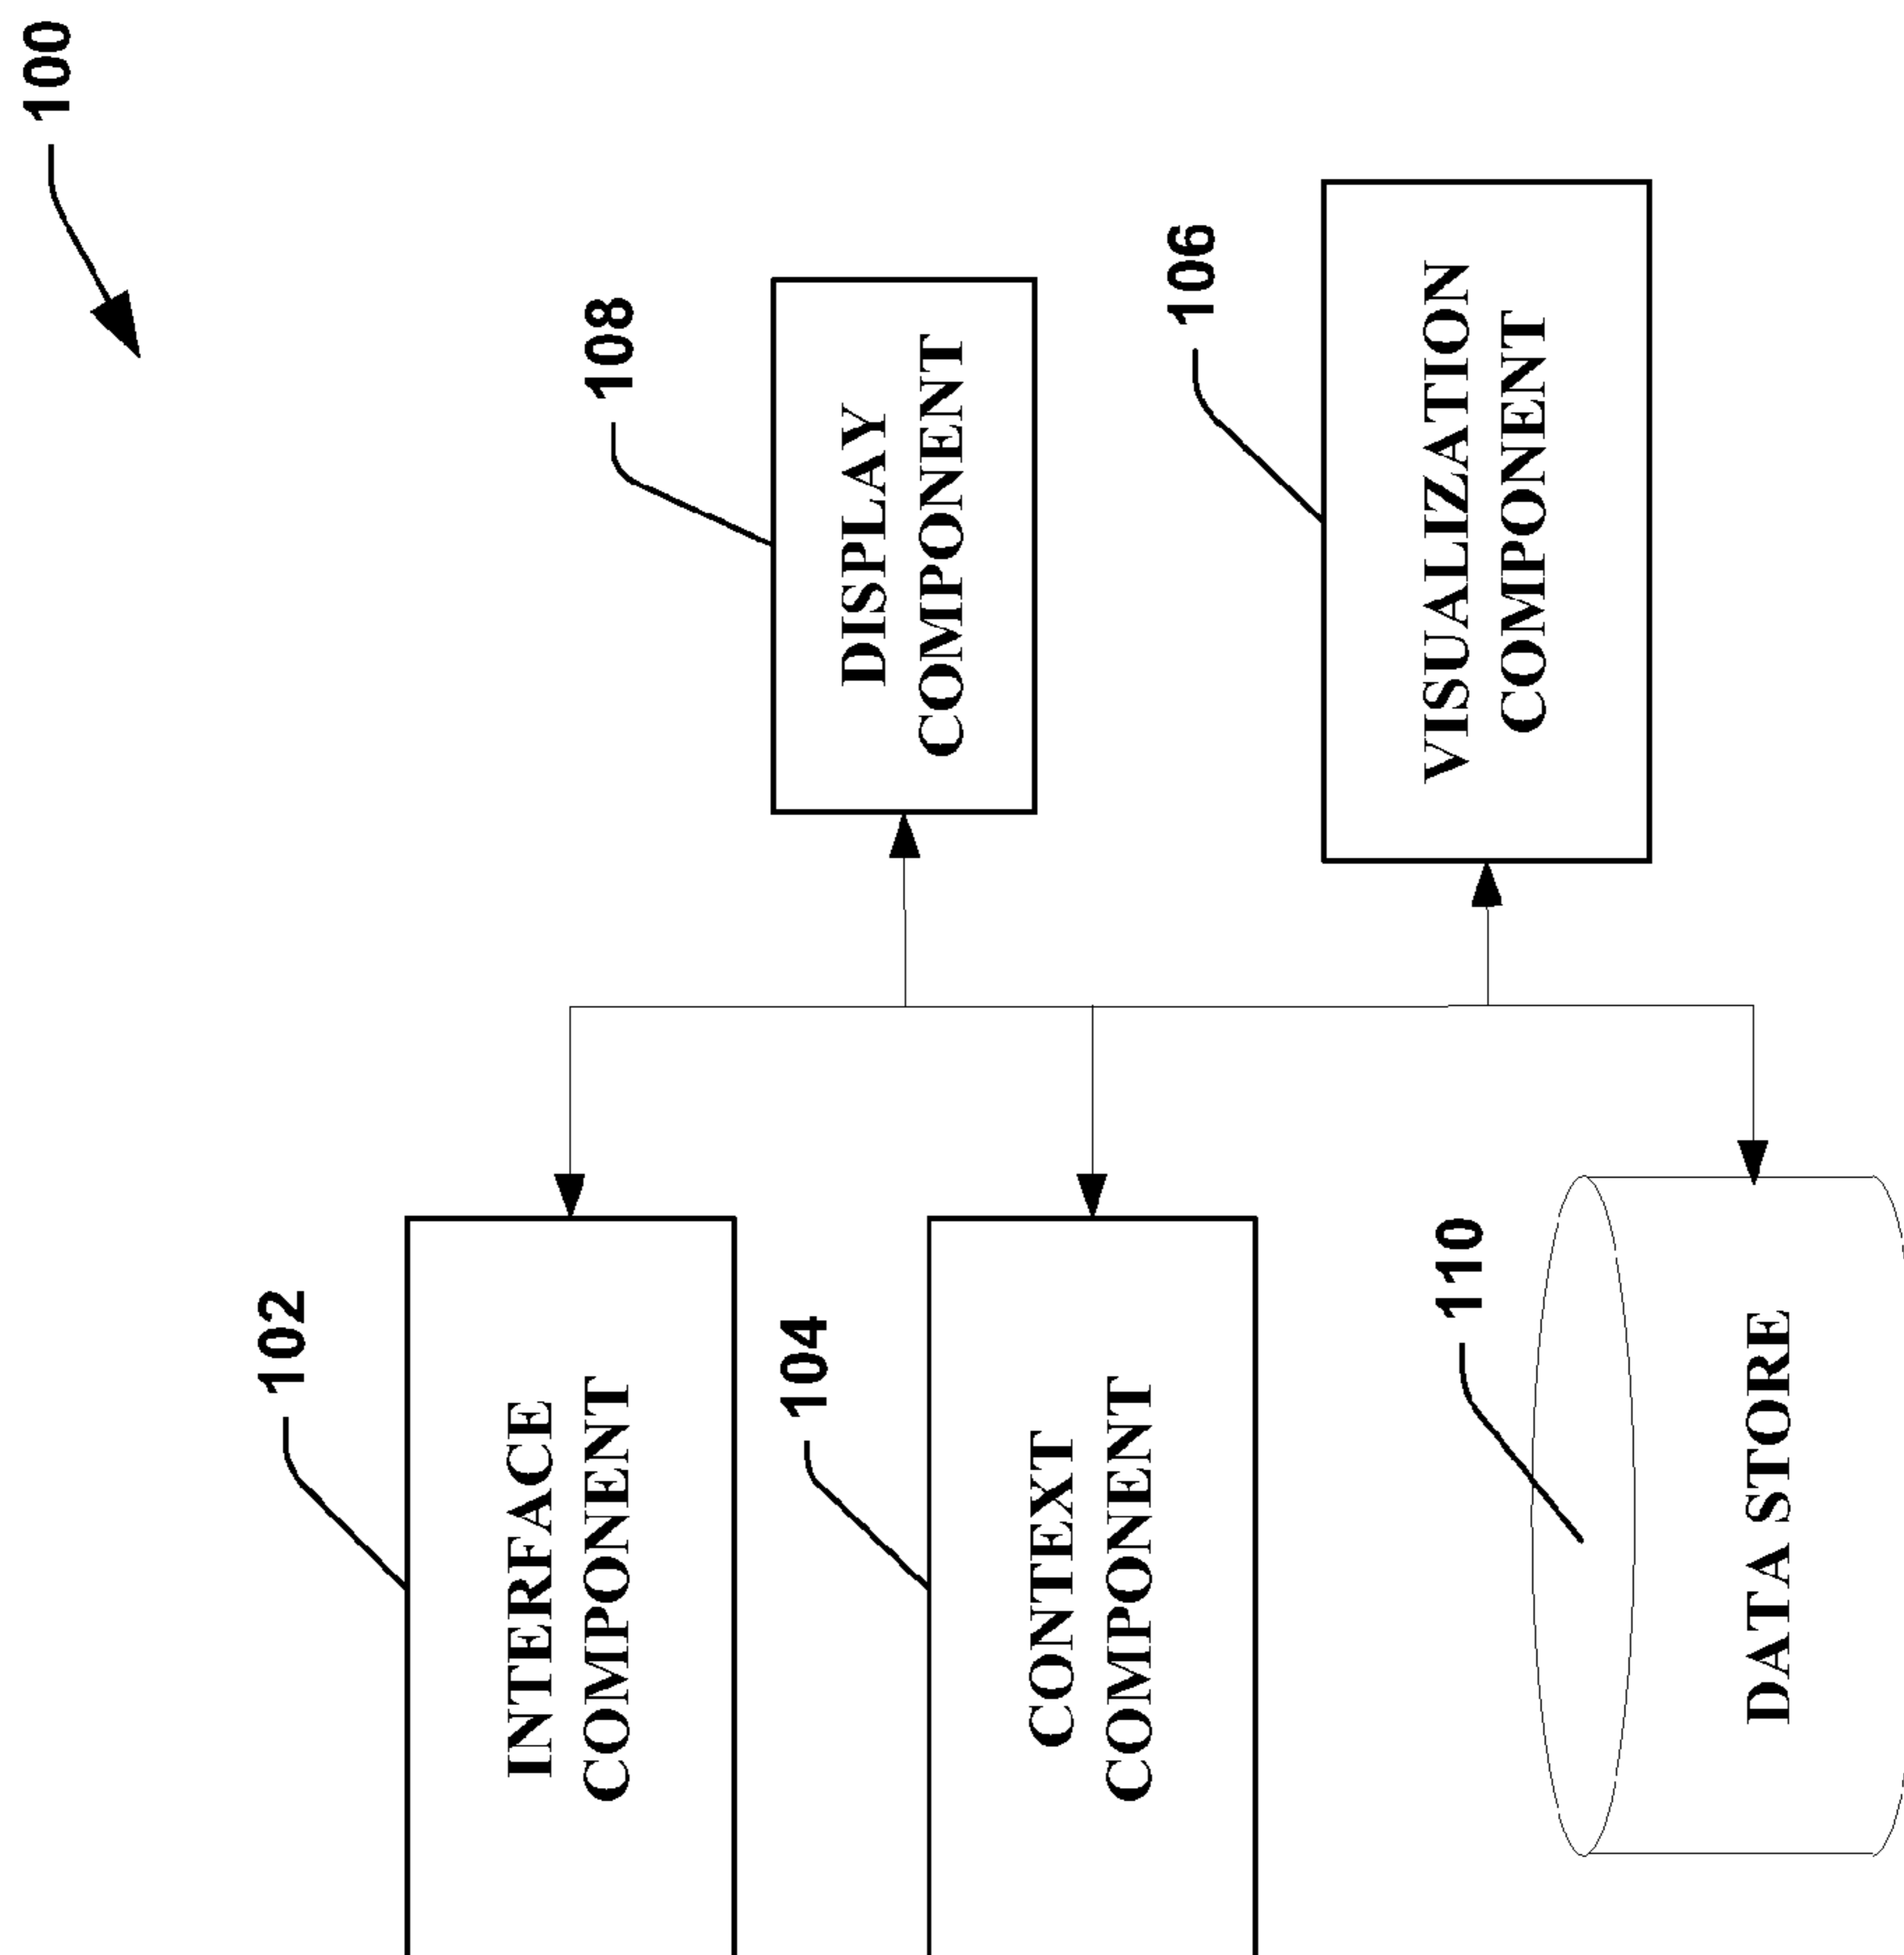 100
108
DISPLAY
COMPONENT
106
VISUALIZATION
COMPONENT
102
INTERFACE
COMPONENT
104
CONTEXT
COMPONENT
110
DATA STORE